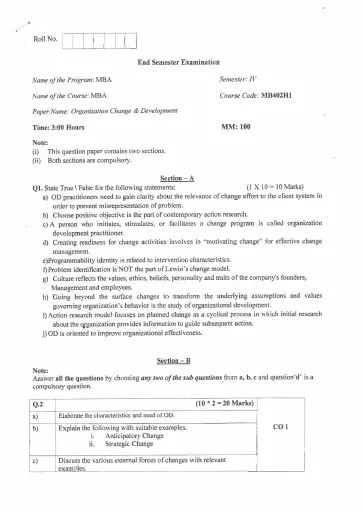 Roll No.
End Semester Examination
Name of the Program: MBA Semester: IV
Name of the Course: MBA Course Code: MB402H1
Paper Name: Organization Change & Development
Time: 3:00 Hours MM: 100
Note:
(i) This question paper contains two sections.
(ii) Both sections are compulsory.
Section – A
Q1. State True \ False for the following statements: (1 X 10 = 10 Marks)
a) OD practitioners need to gain clarity about the relevance of change effort to the client system in
order to prevent misrepresentation of problem.
b) Choose positive objective is the part of contemporary action research.
c) A person who initiates, stimulates, or facilitates a change program is called organization
development practitioner.
d) Creating readiness for change activities involves in "motivating change" for effective change
management.
e)Programmability identity is related to intervention characteristics.
f) Problem identification is NOT the part of Lewin's change model.
g) Culture reflects the values, ethics, beliefs, personality and traits of the company's founders,
Management and employees.
h) Going beyond the surface changes to transform the underlying assumptions and values
governing organization's behavior is the study of organizational development.
i) Action research model focuses on planned change as a cyclical process in which initial research
about the organization provides information to guide subsequent action.
j) OD is oriented to improve organizational effectiveness.
Section – B
Note:
Answer all the questions by choosing any two of the sub questions from a, b, c and question'd' is a
compulsory question.
Q.2 (10 * 2 = 20 Marks)
a) Elaborate the characteristics and need of OD.
b) Explain the following with suitable examples. CO 1
i. Anticipatory Change
ii. Strategic Change
c) Discuss the various external forces of changes with relevant
examples.